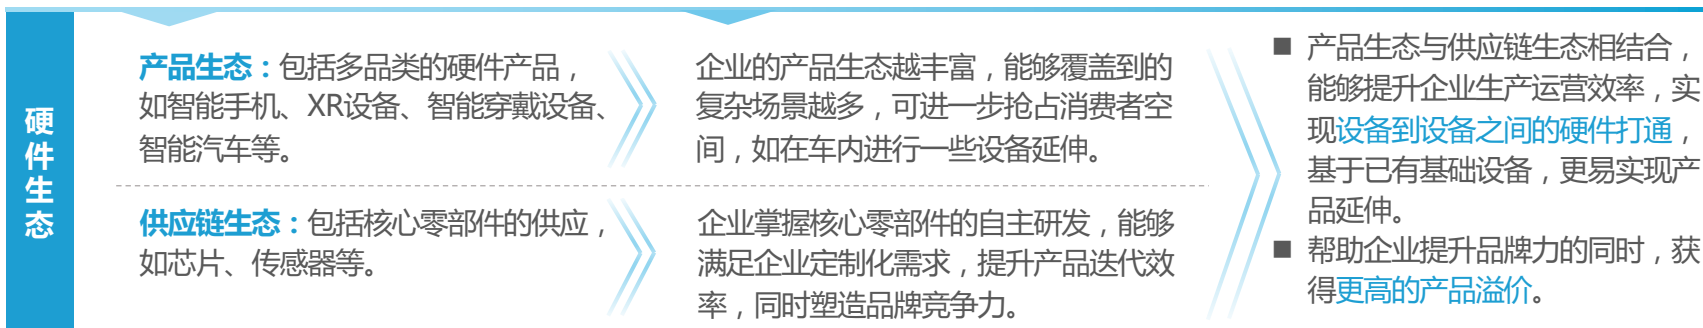 硬件生态
产品生态：包括多品类的硬件产品，
如智能手机、XR设备、智能穿戴设备、
智能汽车等。
企业的产品生态越丰富，能够覆盖到的
复杂场景越多，可进一步抢占消费者空
间，如在车内进行一些设备延伸。
供应链生态：包括核心零部件的供应，
如芯片、传感器等。
企业掌握核心零部件的自主研发，能够
满足企业定制化需求，提升产品迭代效
率，同时塑造品牌竞争力。
■ 产品生态与供应链生态相结合，
能够提升企业生产运营效率，实
现设备到设备之间的硬件打通，
基于已有基础设备，更易实现产
品延伸。
■ 帮助企业提升品牌力的同时，获
得更高的产品溢价。